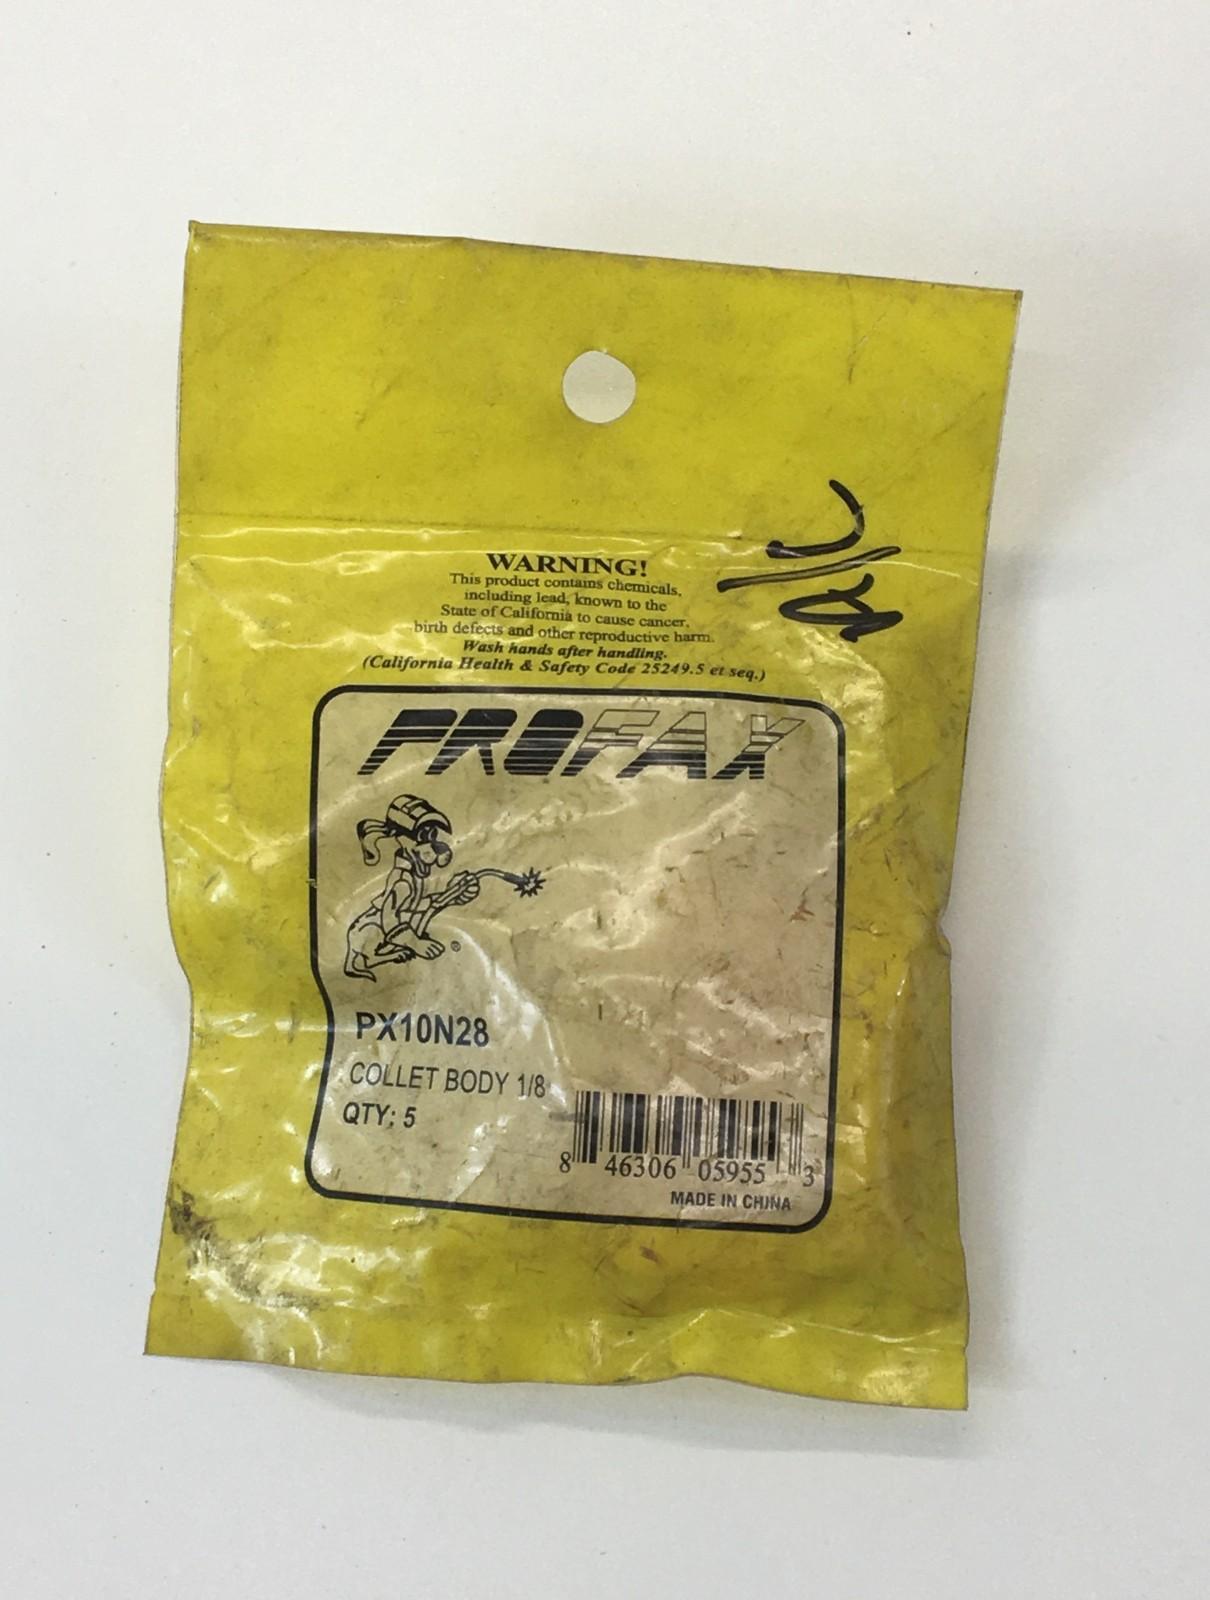 WARNING!
This product contains chemicals,
including lead, known to the
State of California to cause cancer,
birth defects and other reproductive harm.
Wash hands after handling.
(California Health & Safety Code 25249.5 et seq.)
PROFAX
®
PX10N28
COLLET BODY 1/8
QTY: 5
8 46306 05955 3
MADE IN CHINA